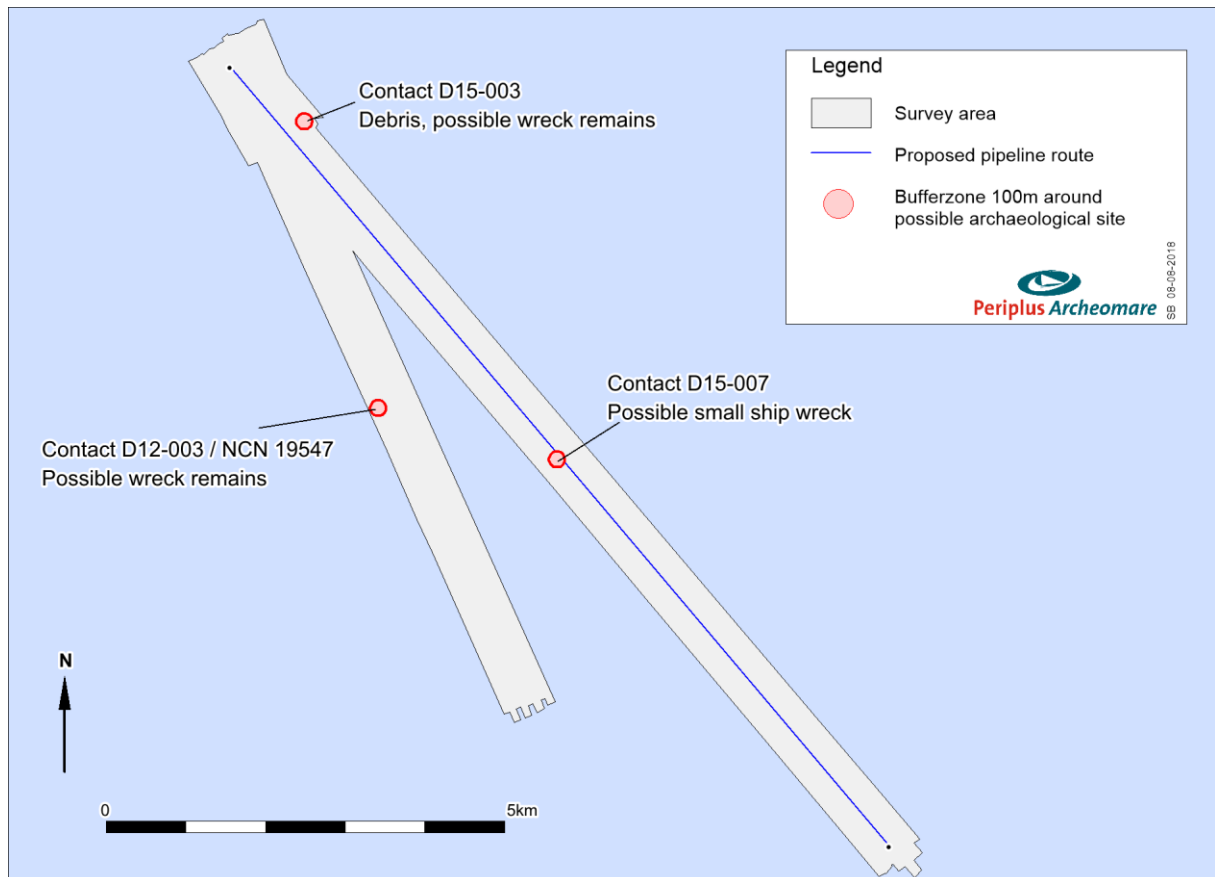 Contact D15-003
Debris, possible wreck remains
Legend
Survey area
Proposed pipeline route
Bufferzone 100m around
possible archaeological site
Periplus Archeomare
SB 08-08-2018
Contact D15-007
Possible small ship wreck
Contact D12-003 / NCN 19547
Possible wreck remains
N
0
5km